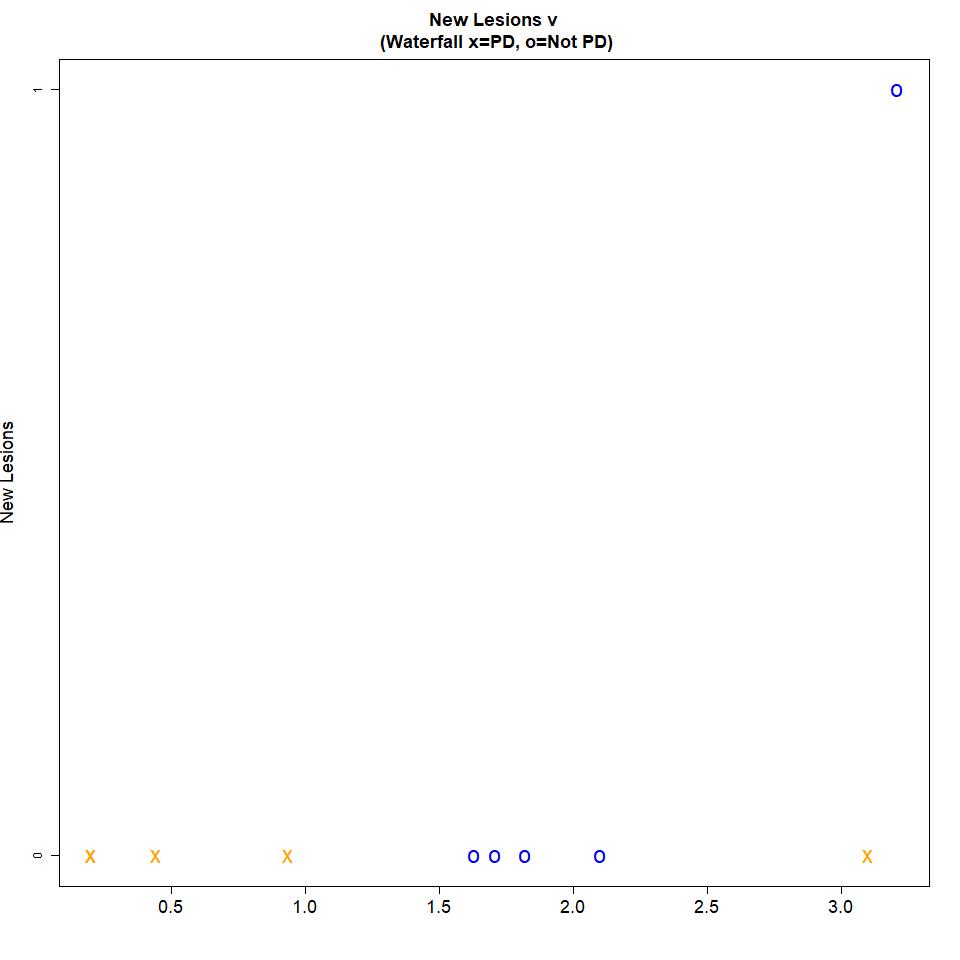 New Lesions v
(Waterfall x=PD, o=Not PD)
New Lesions
1
0
o
x x x o o o o x
0.5 1.0 1.5 2.0 2.5 3.0